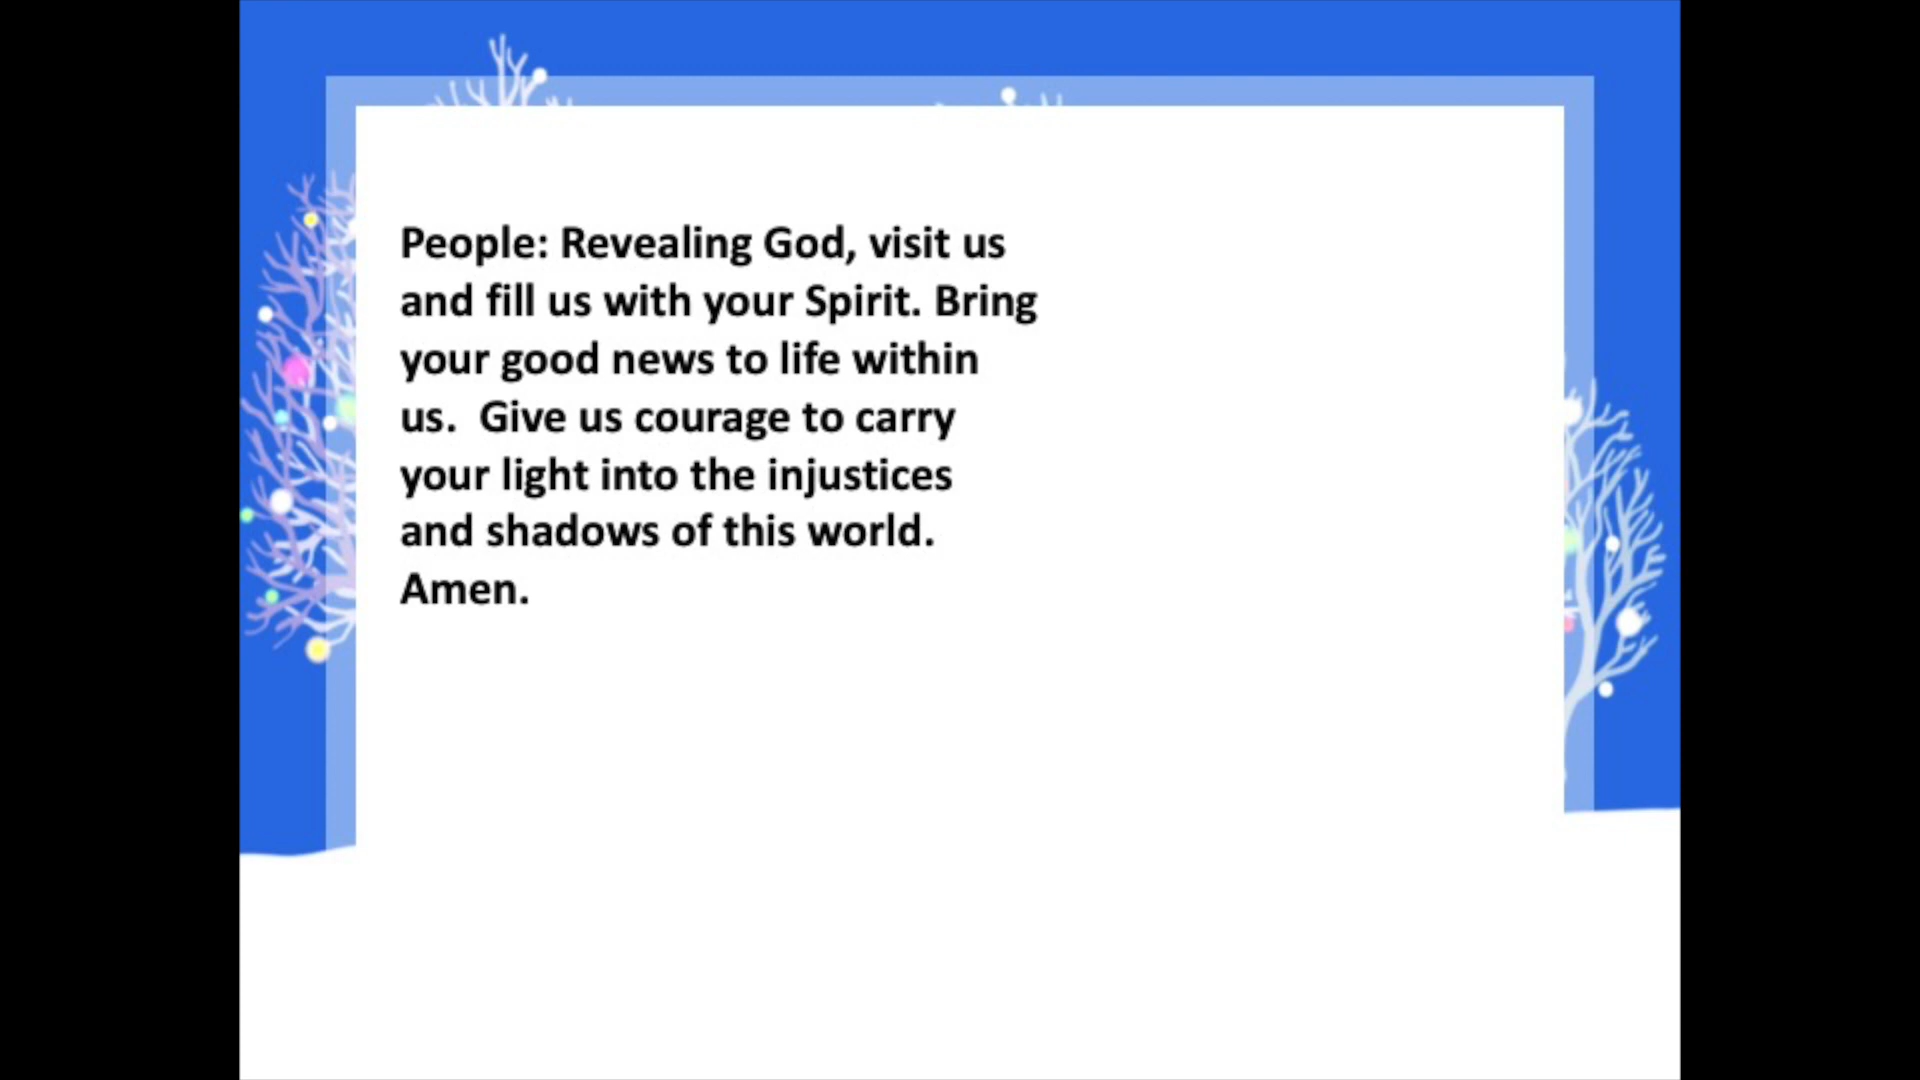 People: Revealing God, visit us
and fill us with your Spirit. Bring
your good news to life within
us.  Give us courage to carry
your light into the injustices
and shadows of this world.
Amen.